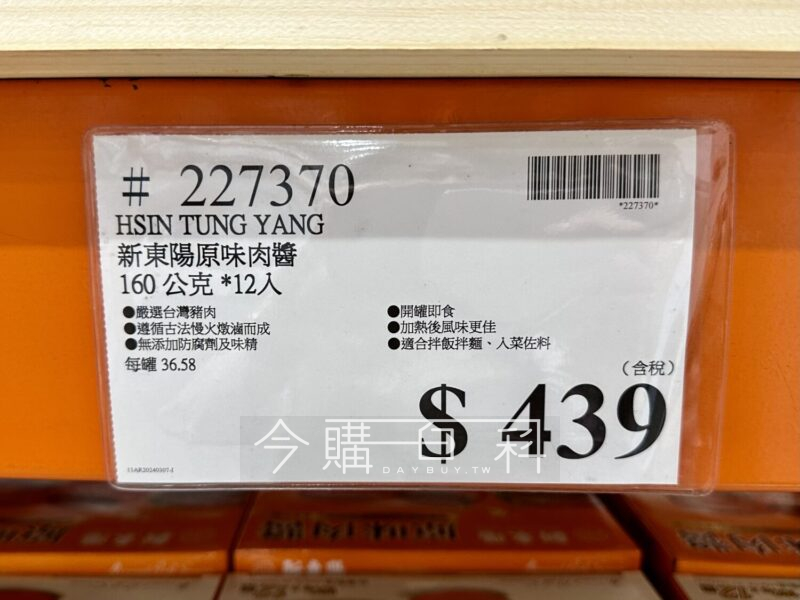 # 227370
*227370*
HSIN TUNG YANG
新東陽原味肉醬
160 公克 *12入
●嚴選台灣豬肉
●遵循古法慢火燉滷而成
●無添加防腐劑及味精
●開罐即食
●加熱後風味更佳
●適合拌飯拌麵、入菜佐料
每罐 36.58
（含稅）
$ 439
今購百科
DAYBUY.TW
原味肉醬